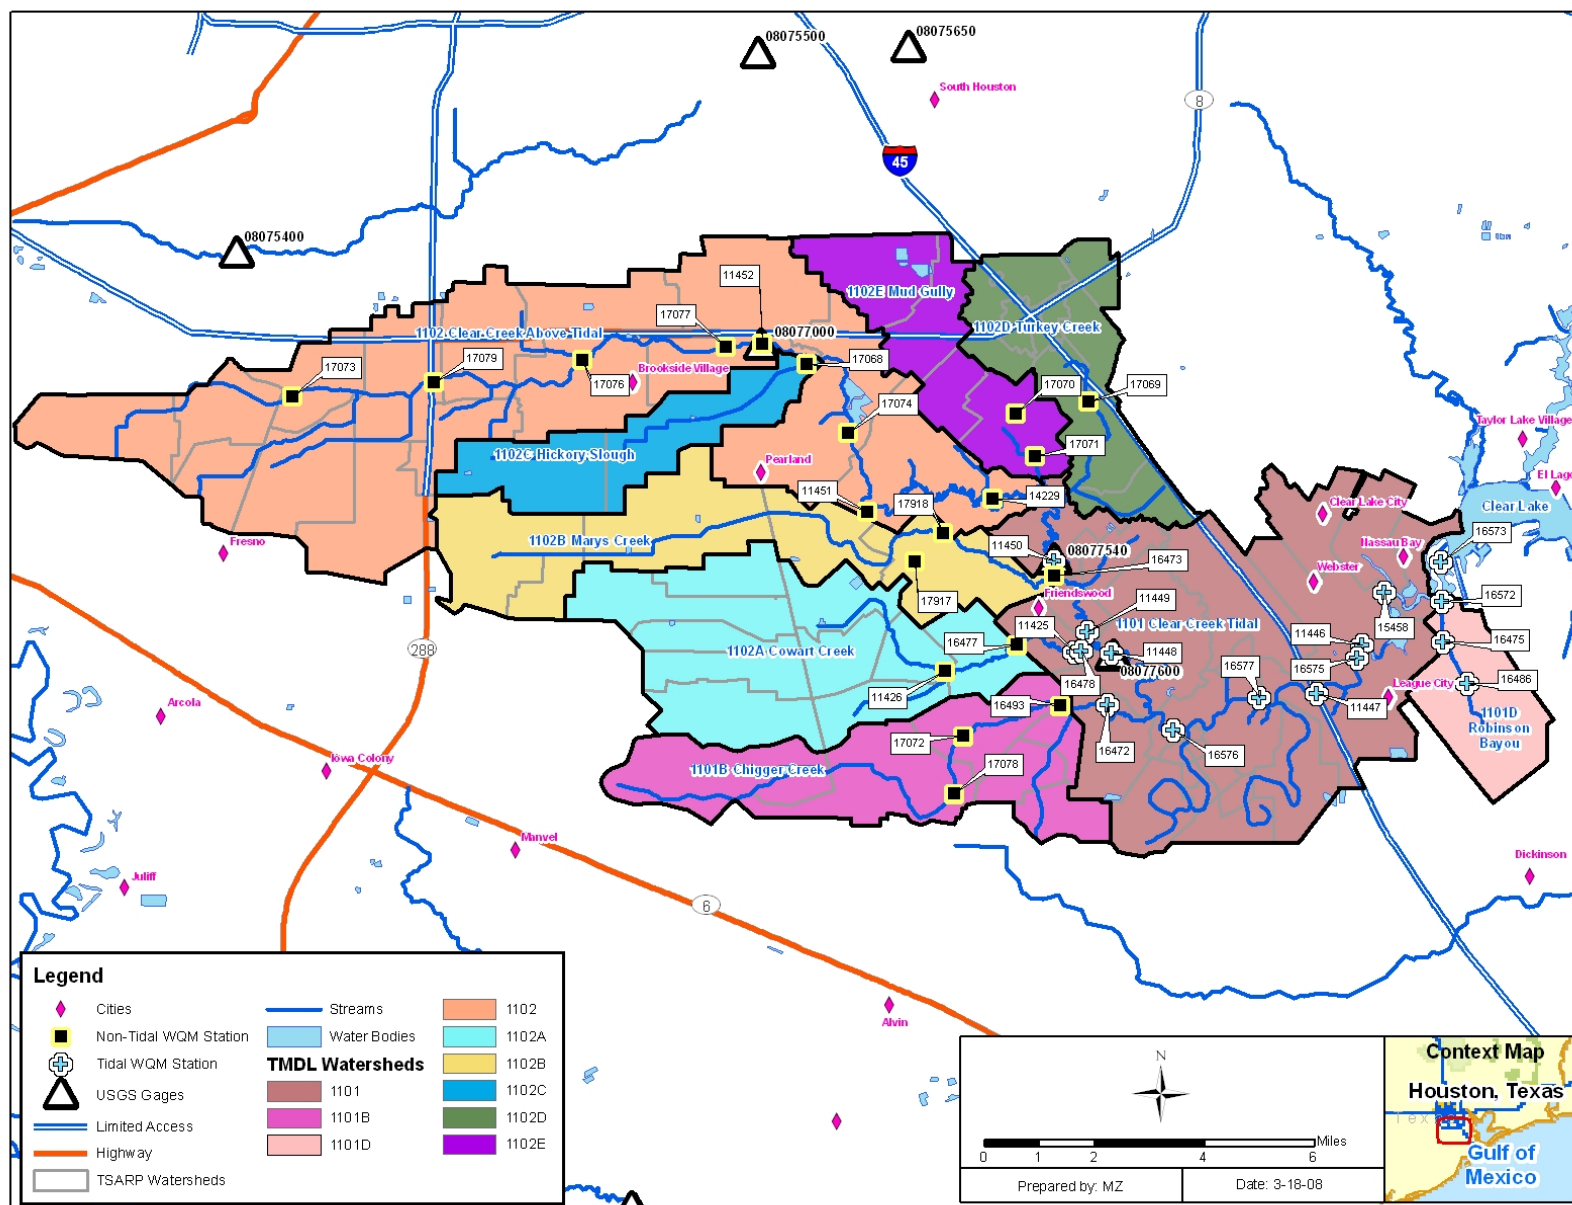 08075500
08075650
South Houston
8
45
08075400
11452
1102E Mud Gully
17077
08077000
1102D Turkey Creek
1102 Clear Creek Above Tidal
17073
17079
17076
Brookside Village
17068
17070
17069
17074
17071
Taylor Lake Village
1102C Hickory Slough
Pearland
11451
17918
14229
Clear Lake City
El Lago
Clear Lake
Fresno
1102B Marys Creek
11450
08077540
16473
Nassau Bay
16573
Webster
17917
Friendswood
11449
15458
16572
11425
1101 Clear Creek Tidal
11446
16475
288
1102A Cowart Creek
16477
11448
08077600
16577
16575
16486
11426
16478
League City
11447
Arcola
16493
16472
16576
1101D
Robinson
Bayou
17072
Iowa Colony
1101B Chigger Creek
17078
Manvel
Juliff
Dickinson
6
Alvin
Legend
Cities
Non-Tidal WQM Station
Tidal WQM Station
USGS Gages
Limited Access
Highway
TSARP Watersheds
Streams
Water Bodies
TMDL Watersheds
1101
1101B
1101D
1102
1102A
1102B
1102C
1102D
1102E
N
Miles
0 1 2 4 6
Prepared by: MZ
Date: 3-18-08
Context Map
Houston, Texas
Gulf of
Mexico